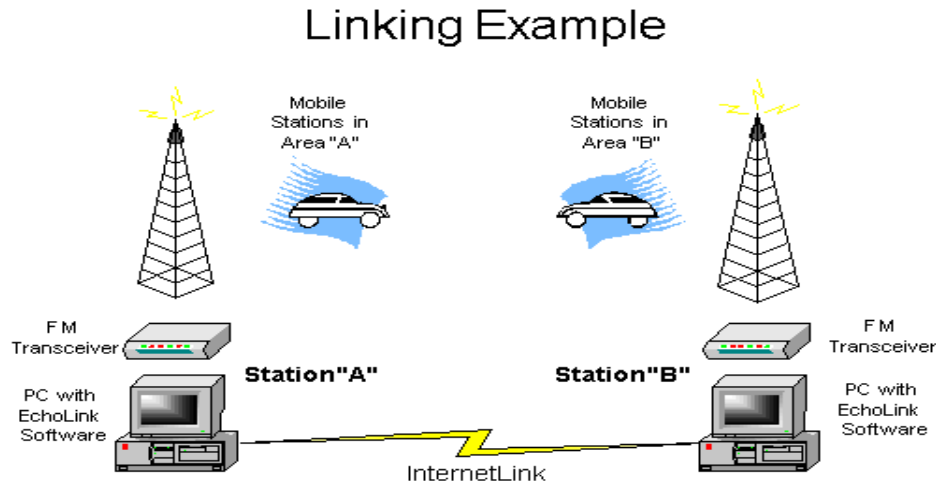 Linking Example
Mobile
Stations in
Area "A"
Mobile
Stations in
Area "B"
FM
Transceiver
Station"A"
PC with
EchoLink
Software
FM
Transceiver
Station"B"
PC with
EchoLink
Software
InternetLink